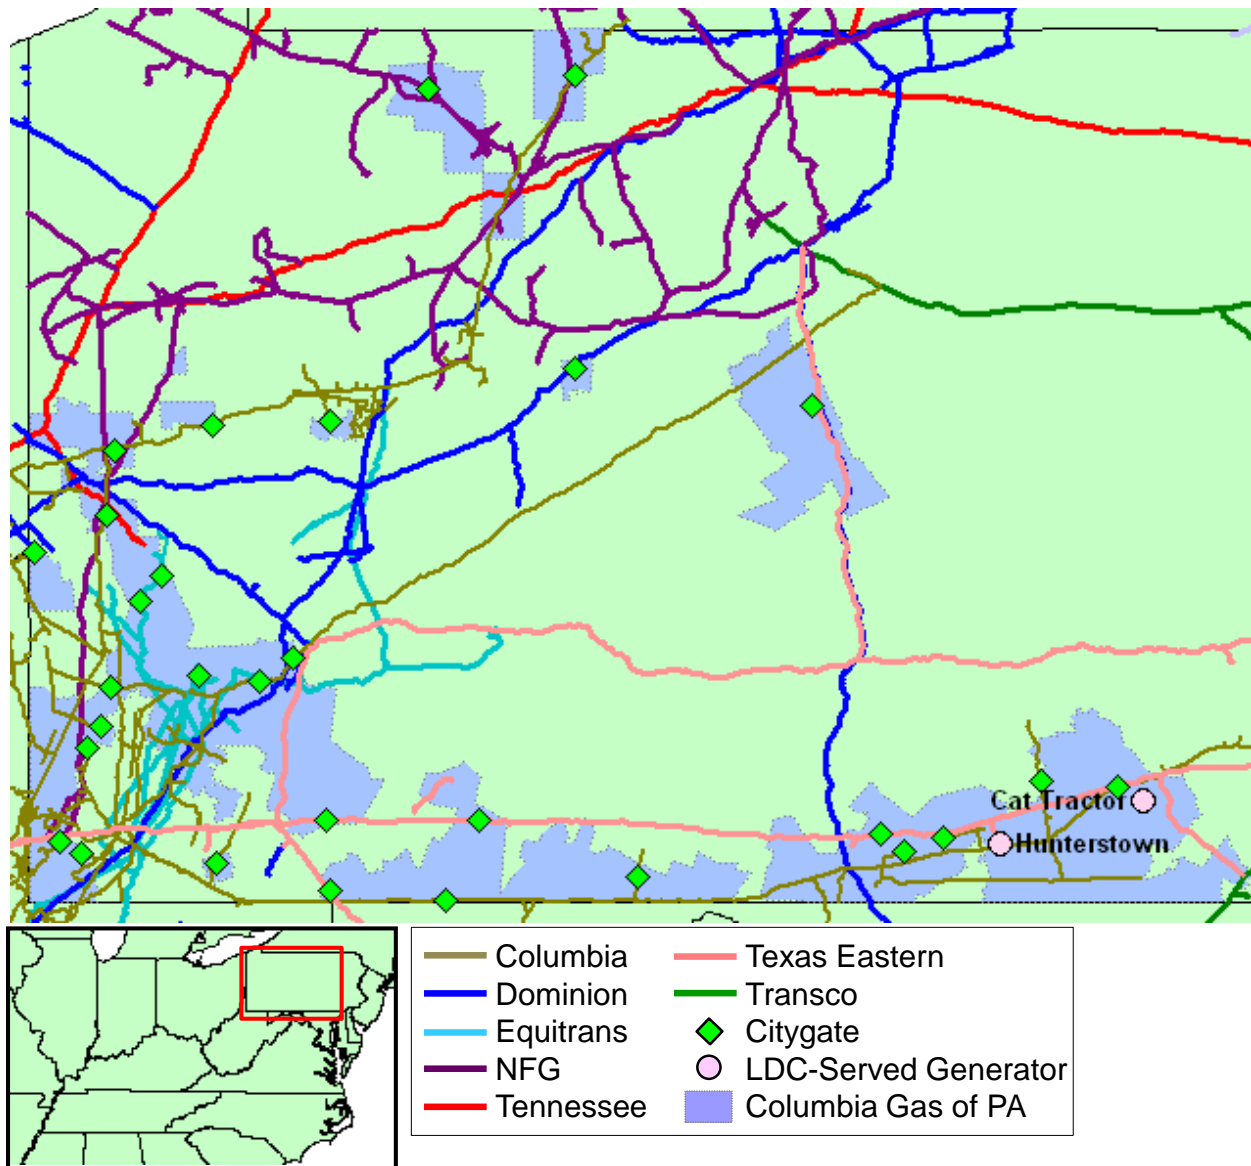 Cat Tractor
Hunterstown
Columbia
Dominion
Equitrans
NFG
Tennessee
Texas Eastern
Transco
Citygate
LDC-Served Generator
Columbia Gas of PA